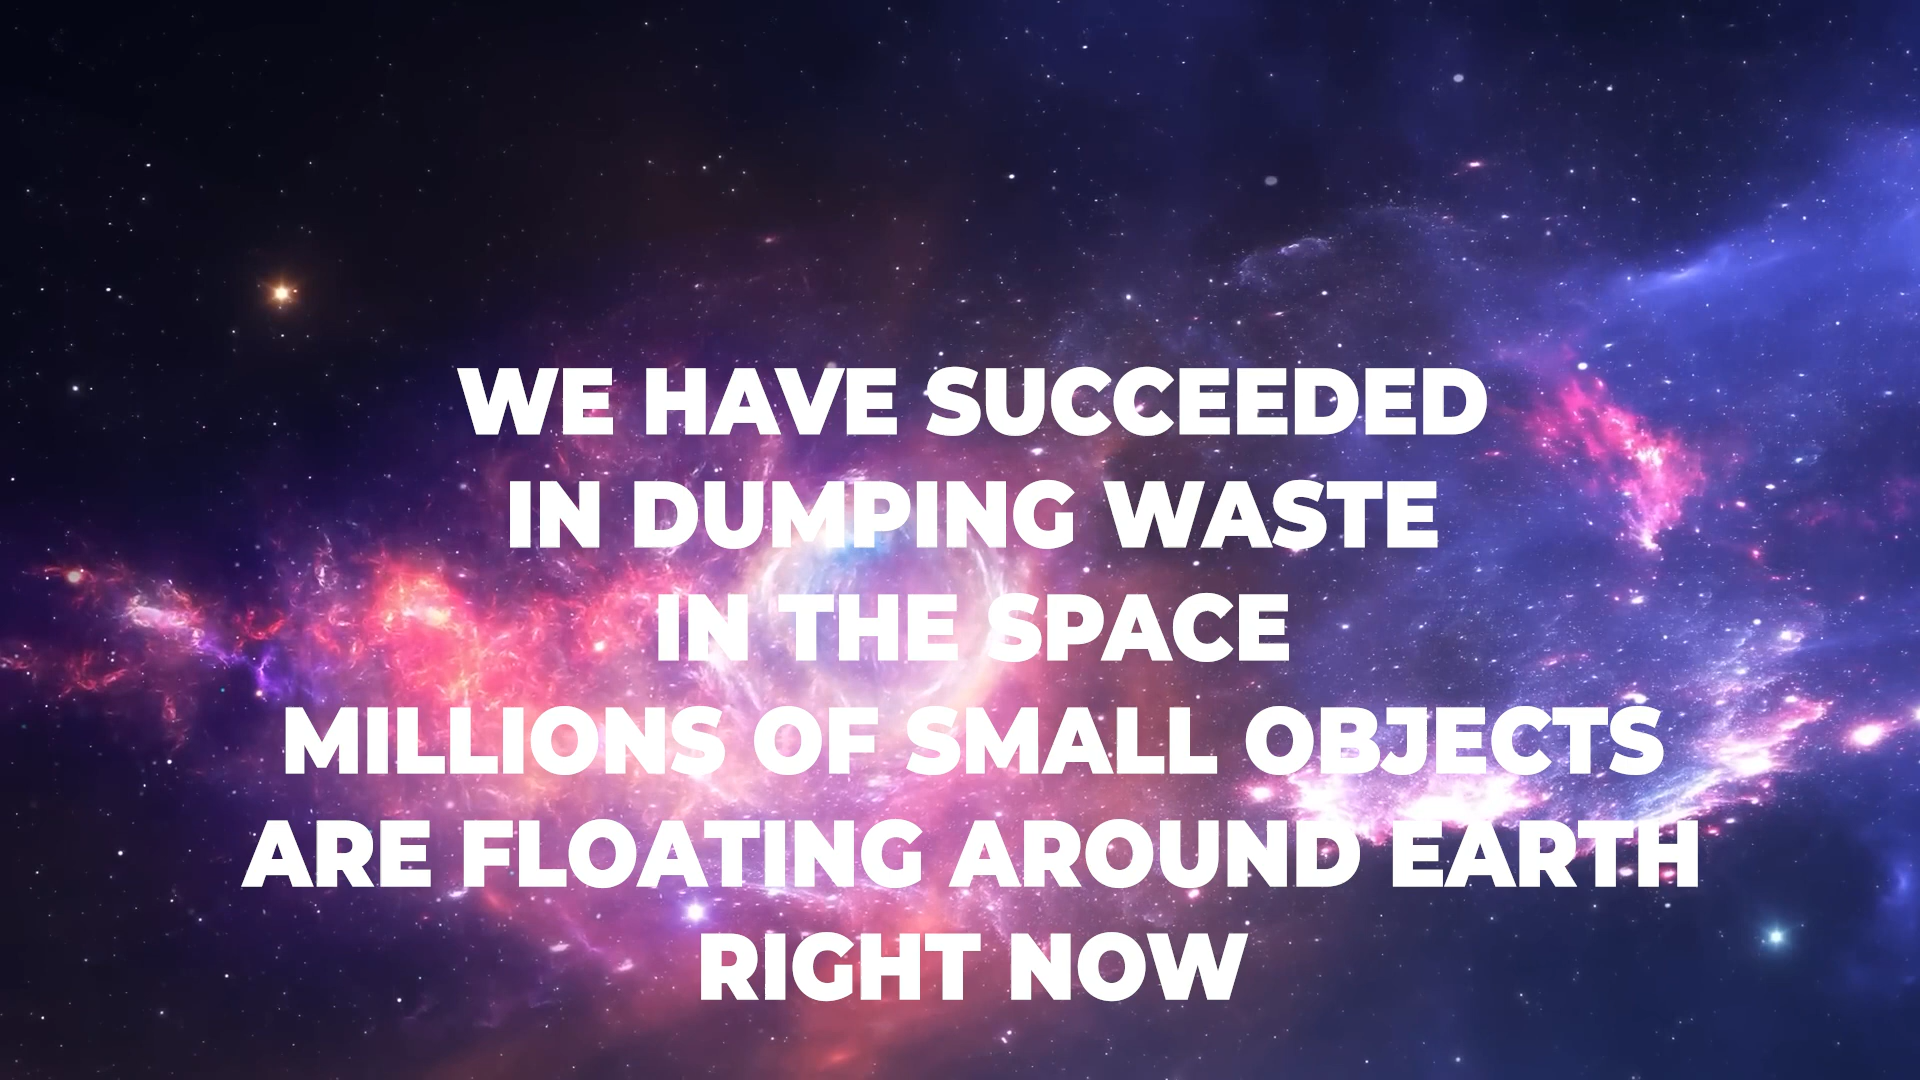 WE HAVE SUCCEEDED
IN DUMPING WASTE
IN THE SPACE
MILLIONS OF SMALL OBJECTS
ARE FLOATING AROUND EARTH
RIGHT NOW